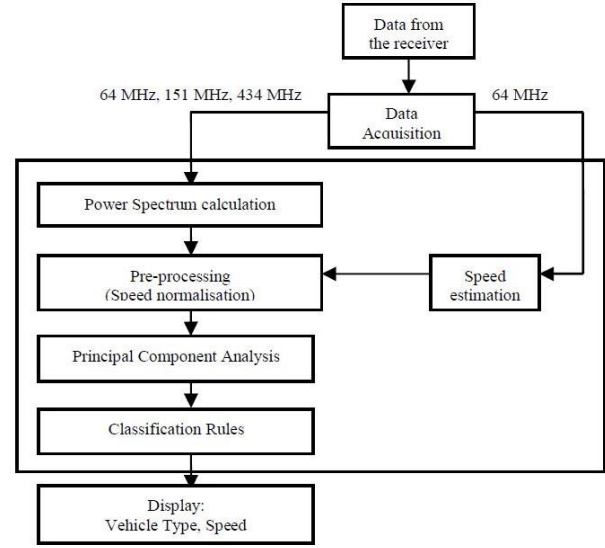 Data from
the receiver
64 MHz, 151 MHz, 434 MHz
64 MHz
Data
Acquisition
Power Spectrum calculation
Pre-processing
(Speed normalisation)
Speed
estimation
Principal Component Analysis
Classification Rules
Display:
Vehicle Type, Speed